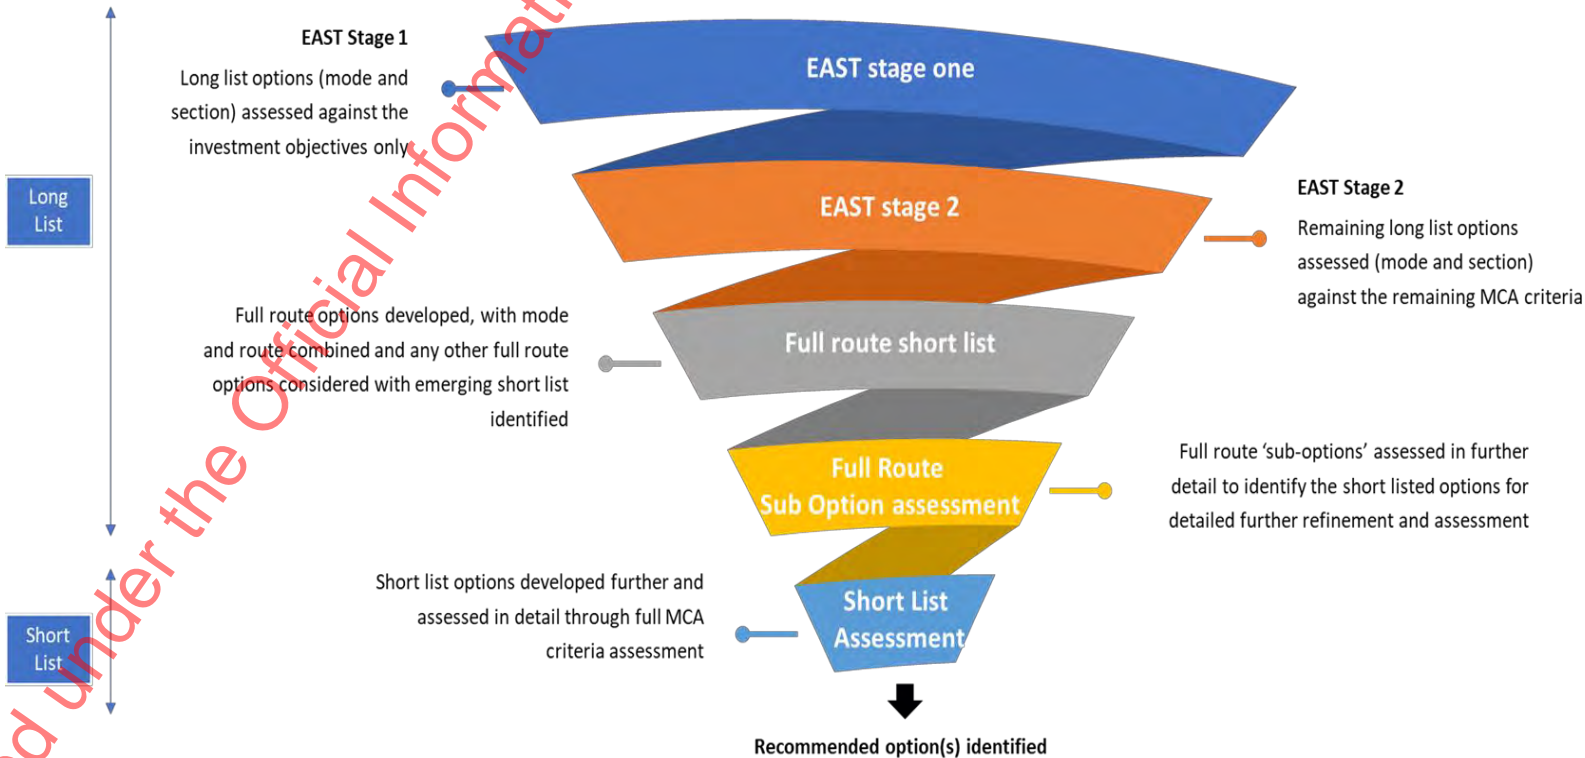 EAST Stage 1
Long list options (mode and
section) assessed against the
investment objectives only
EAST stage one
Long
List
EAST stage 2
EAST Stage 2
Remaining long list options
assessed (mode and section)
against the remaining MCA criteria
Full route options developed, with mode
and route combined and any other full route
options considered with emerging short list
identified
Full route short list
Full Route
Sub Option assessment
Full route ‘sub-options’ assessed in further
detail to identify the short listed options for
detailed further refinement and assessment
Short list options developed further and
assessed in detail through full MCA
criteria assessment
Short List
Assessment
Short
List
Recommended option(s) identified
under the Official